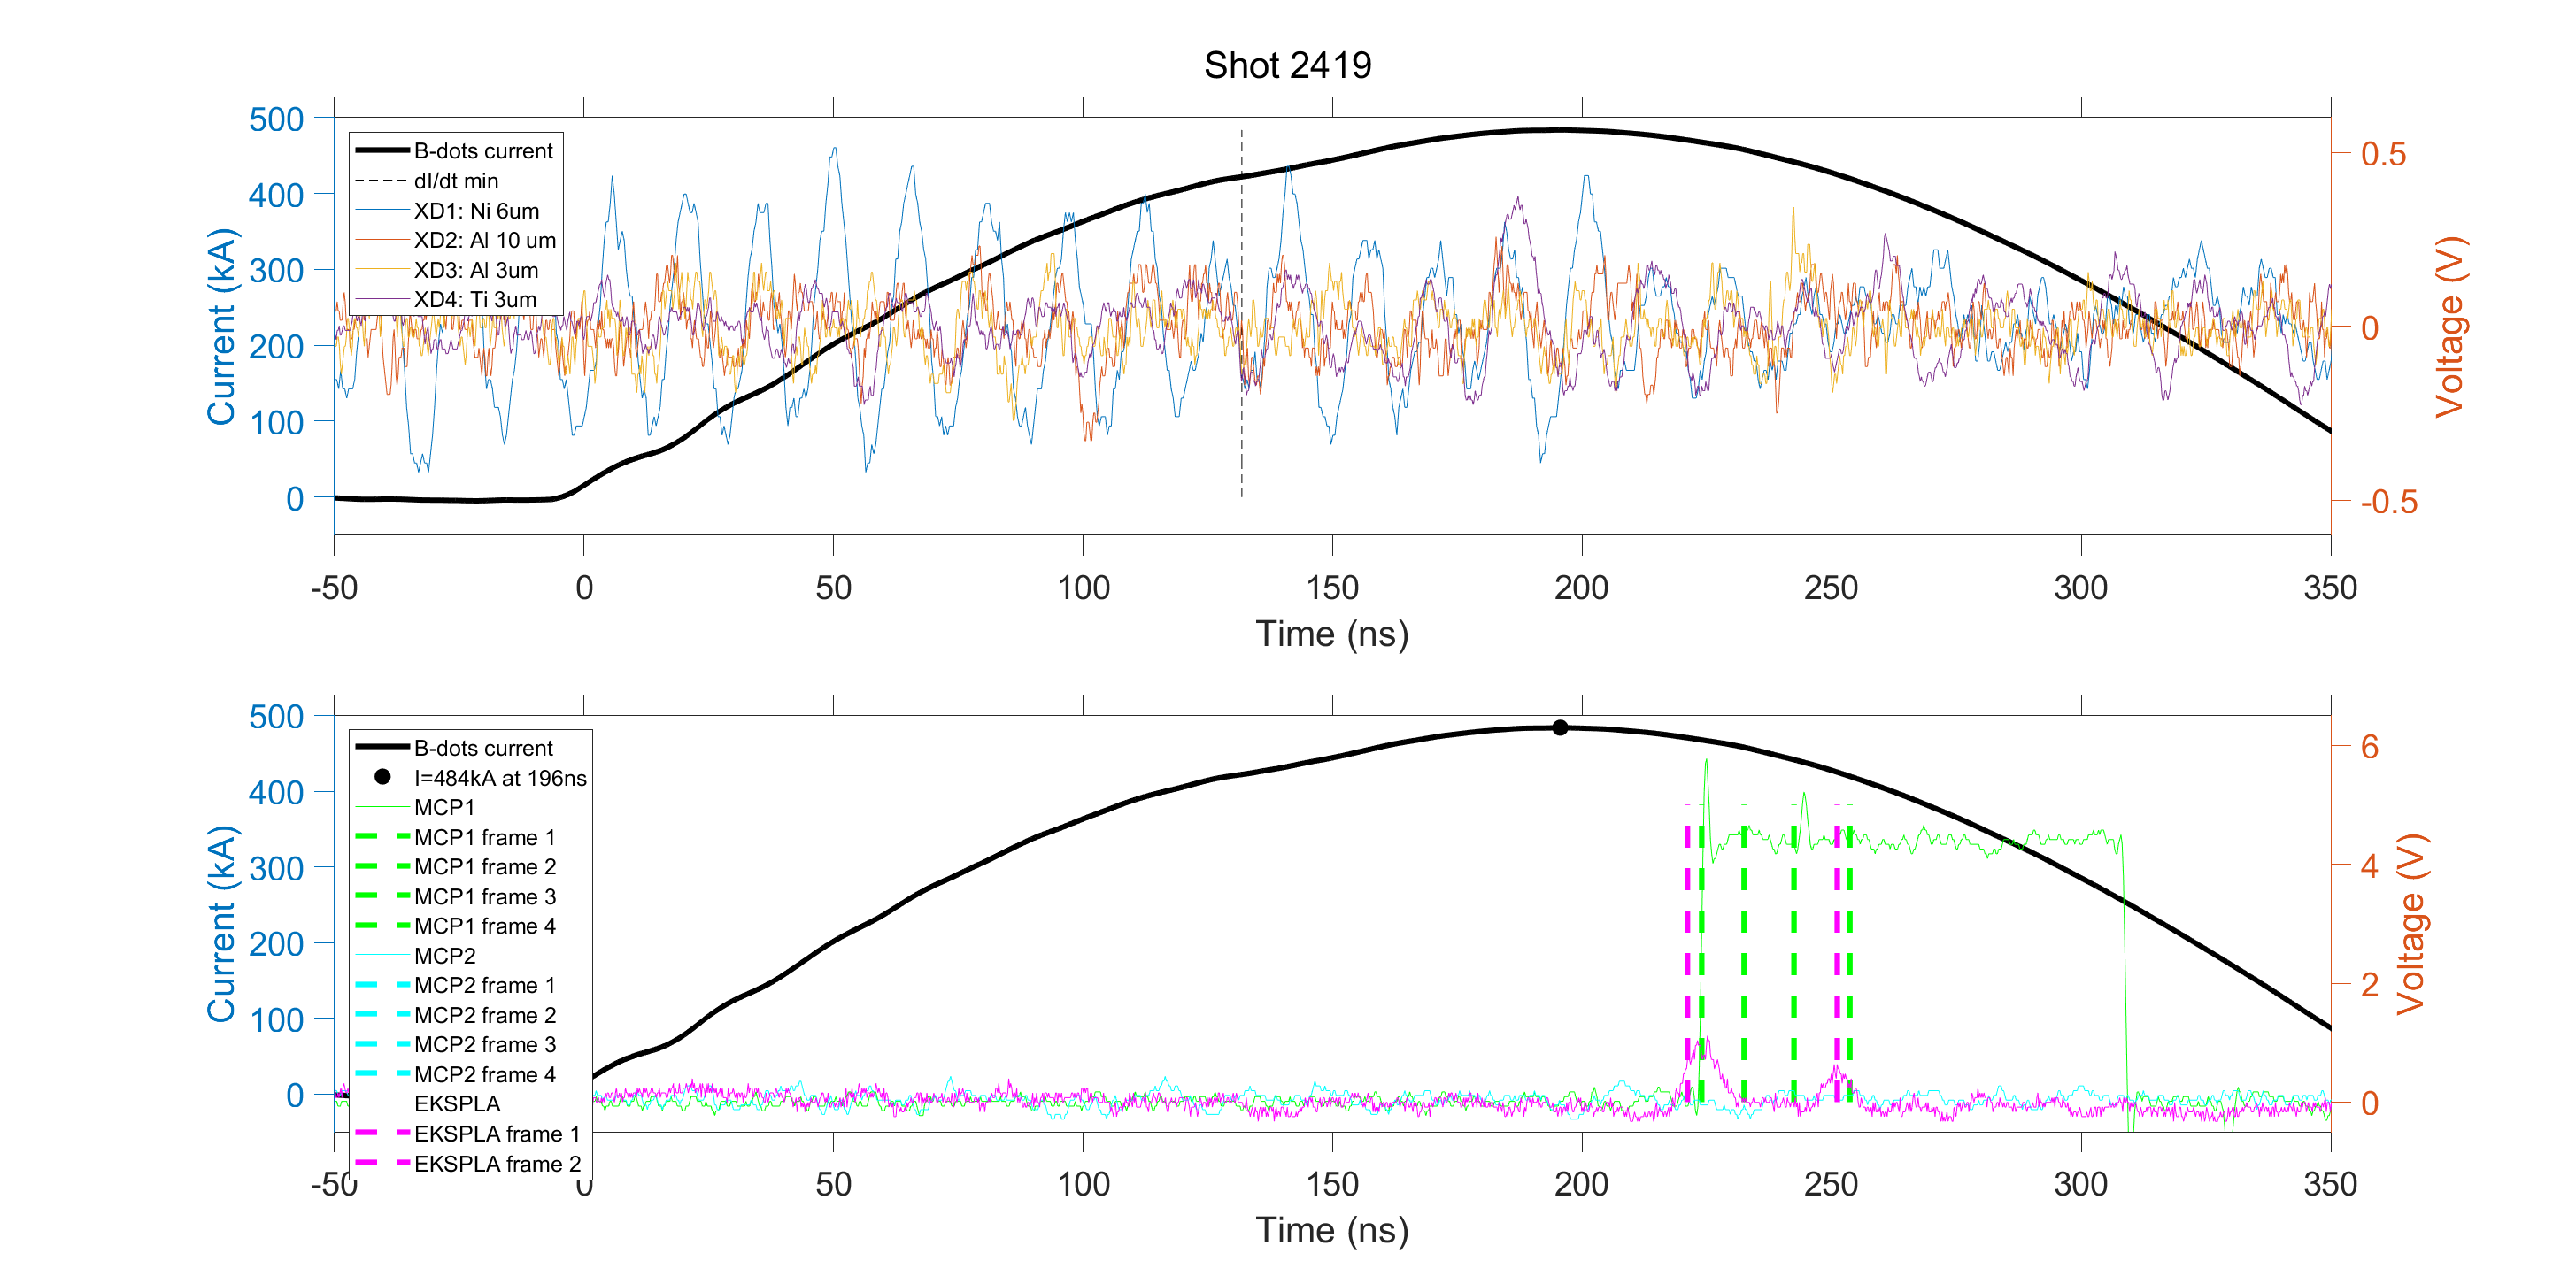 Shot 2419
500
400
300
200
100
0
Current (kA)
B-dots current
dI/dt min
XD1: Ni 6um
XD2: Al 10 um
XD3: Al 3um
XD4: Ti 3um
0.5
0
-0.5
Voltage (V)
-50 0 50 100 150 200 250 300 350
Time (ns)
500
400
300
200
100
0
Current (kA)
B-dots current
I=484kA at 196ns
MCP1
MCP1 frame 1
MCP1 frame 2
MCP1 frame 3
MCP1 frame 4
MCP2
MCP2 frame 1
MCP2 frame 2
MCP2 frame 3
MCP2 frame 4
EKSPLA
EKSPLA frame 1
EKSPLA frame 2
6
4
2
0
Voltage (V)
-50 0 50 100 150 200 250 300 350
Time (ns)